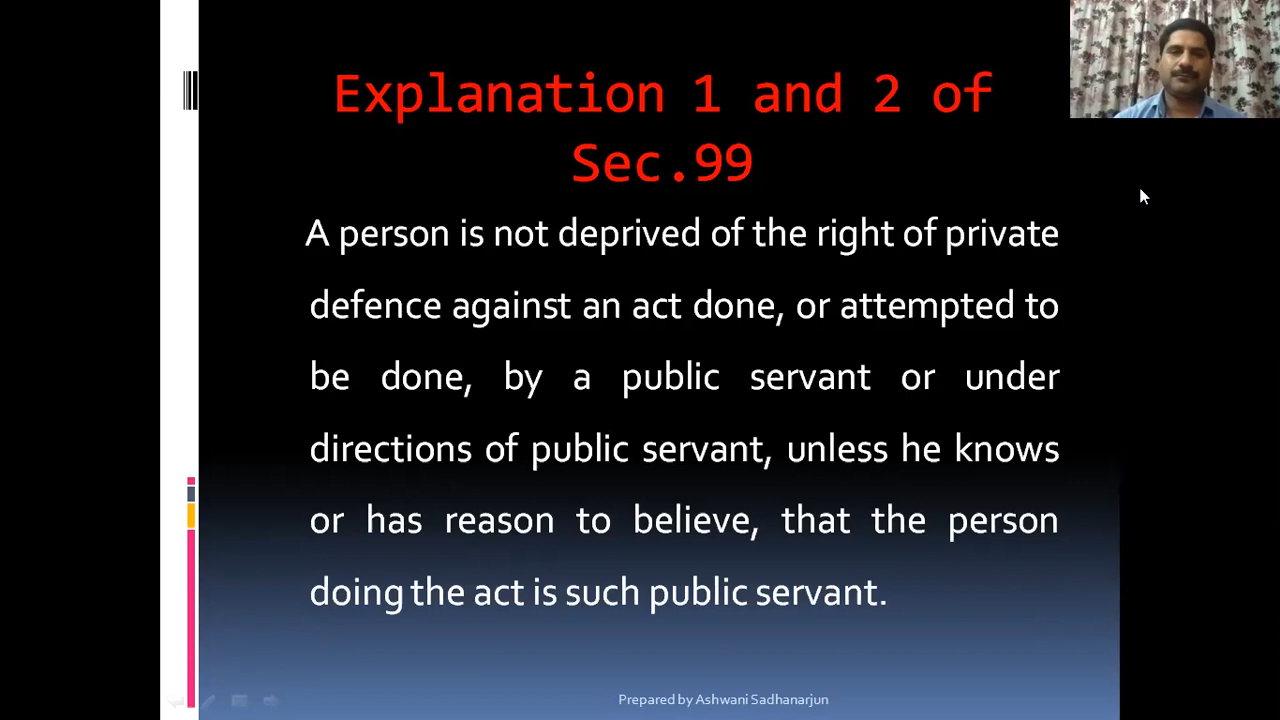 Explanation 1 and 2 of
Sec.99
A person is not deprived of the right of private
defence against an act done, or attempted to
be done, by a public servant or under
directions of public servant, unless he knows
or has reason to believe, that the person
doing the act is such public servant.
Prepared by Ashwani Sadhanarjun